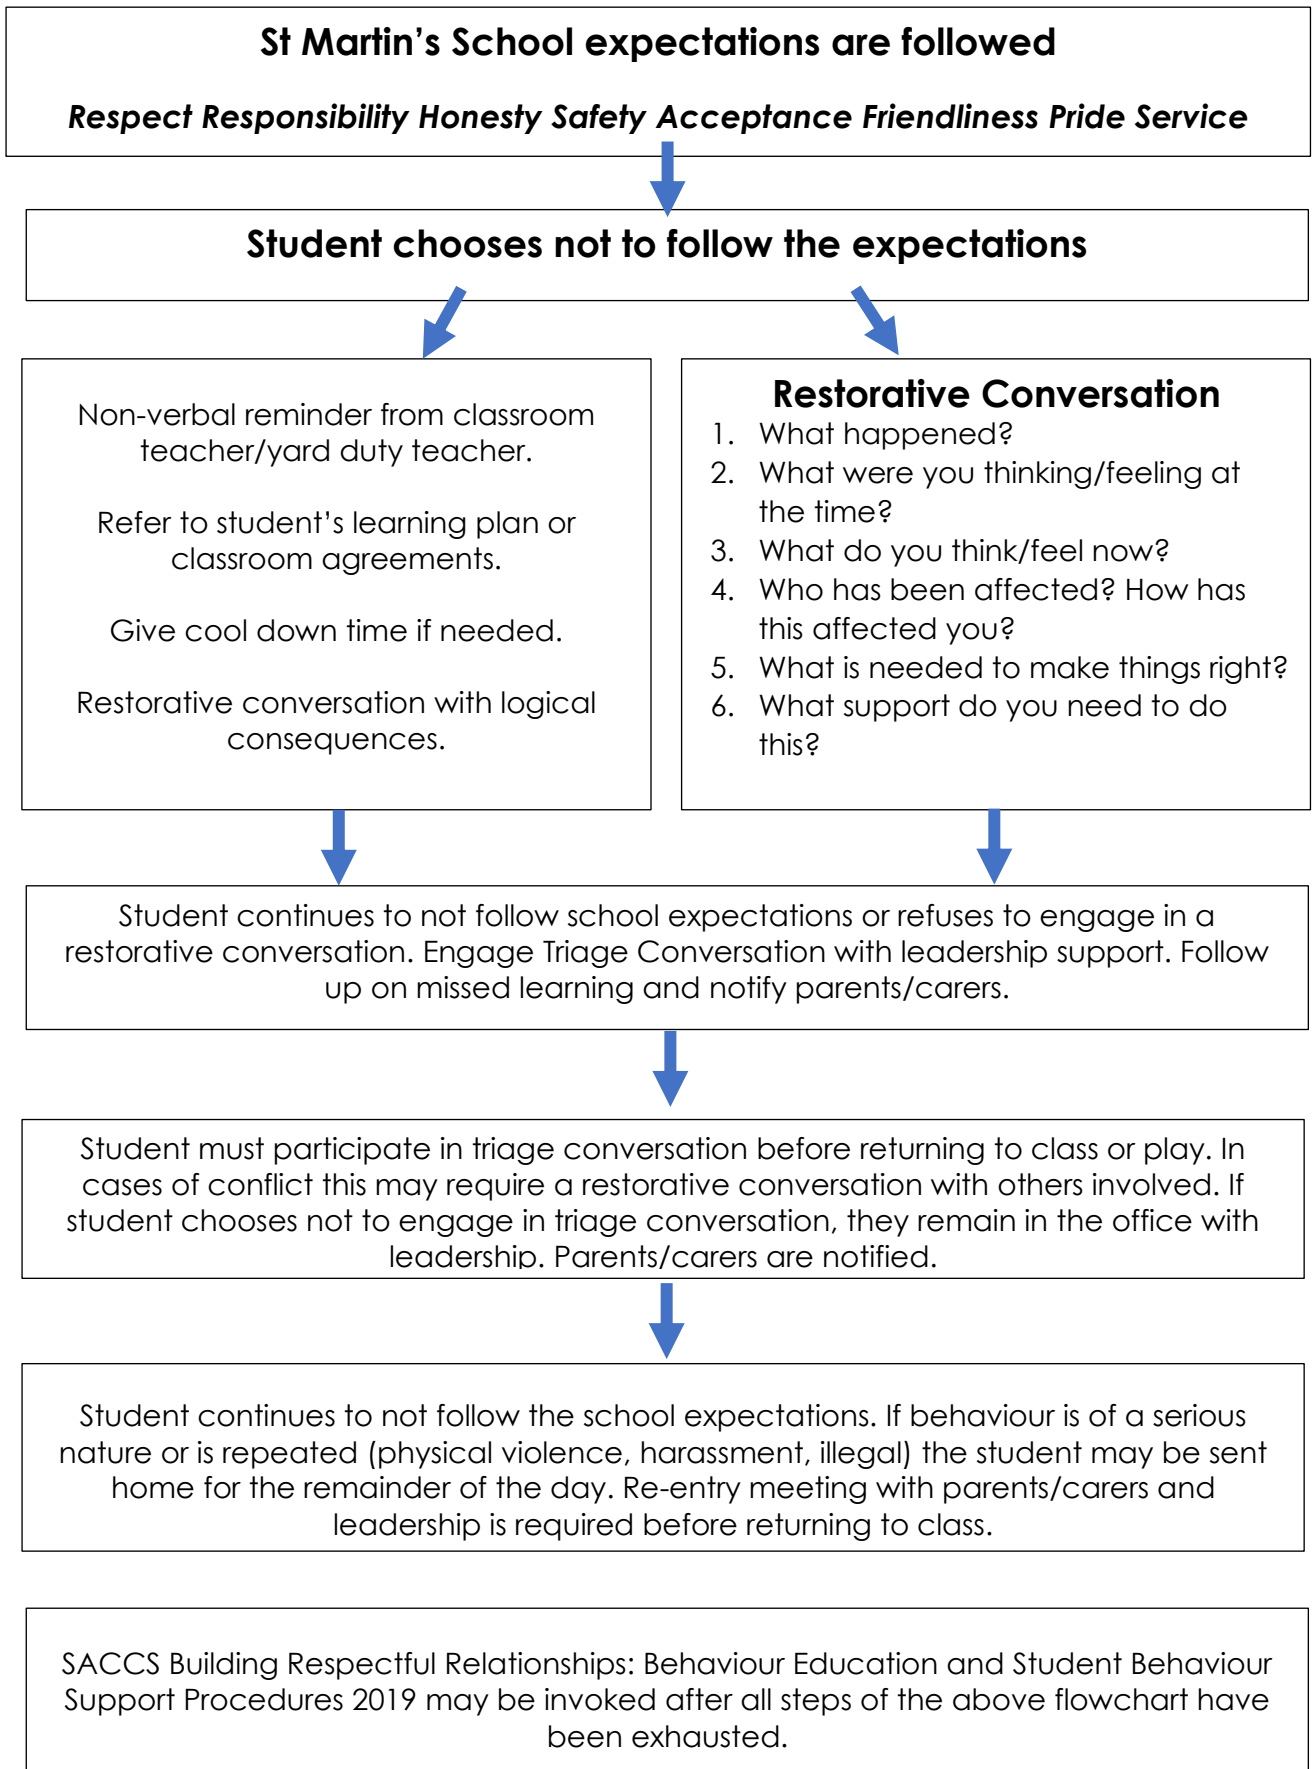 St Martin’s School expectations are followed
Respect Responsibility Honesty Safety Acceptance Friendliness Pride Service
Student chooses not to follow the expectations
Non-verbal reminder from classroom
teacher/yard duty teacher.
Refer to student’s learning plan or
classroom agreements.
Give cool down time if needed.
Restorative conversation with logical
consequences.
Restorative Conversation
1. What happened?
2. What were you thinking/feeling at
the time?
3. What do you think/feel now?
4. Who has been affected? How has
this affected you?
5. What is needed to make things right?
6. What support do you need to do
this?
Student continues to not follow school expectations or refuses to engage in a
restorative conversation. Engage Triage Conversation with leadership support. Follow
up on missed learning and notify parents/carers.
Student must participate in triage conversation before returning to class or play. In
cases of conflict this may require a restorative conversation with others involved. If
student chooses not to engage in triage conversation, they remain in the office with
leadership. Parents/carers are notified.
Student continues to not follow the school expectations. If behaviour is of a serious
nature or is repeated (physical violence, harassment, illegal) the student may be sent
home for the remainder of the day. Re-entry meeting with parents/carers and
leadership is required before returning to class.
SACCS Building Respectful Relationships: Behaviour Education and Student Behaviour
Support Procedures 2019 may be invoked after all steps of the above flowchart have
been exhausted.